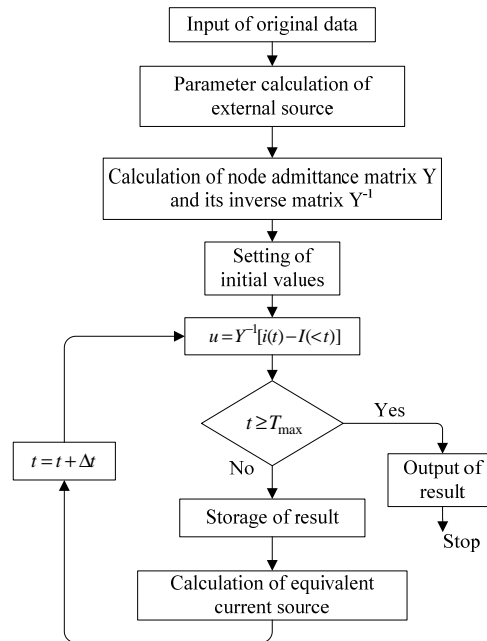 Input of original data
Parameter calculation of
external source
Calculation of node admittance matrix Y
and its inverse matrix Y⁻¹
Setting of
initial values
u=Y⁻¹[i(t)−I(<t)]
t≥Tmax
Yes
No
t=t+Δt
Output of
result
Storage of result
Stop
Calculation of equivalent
current source